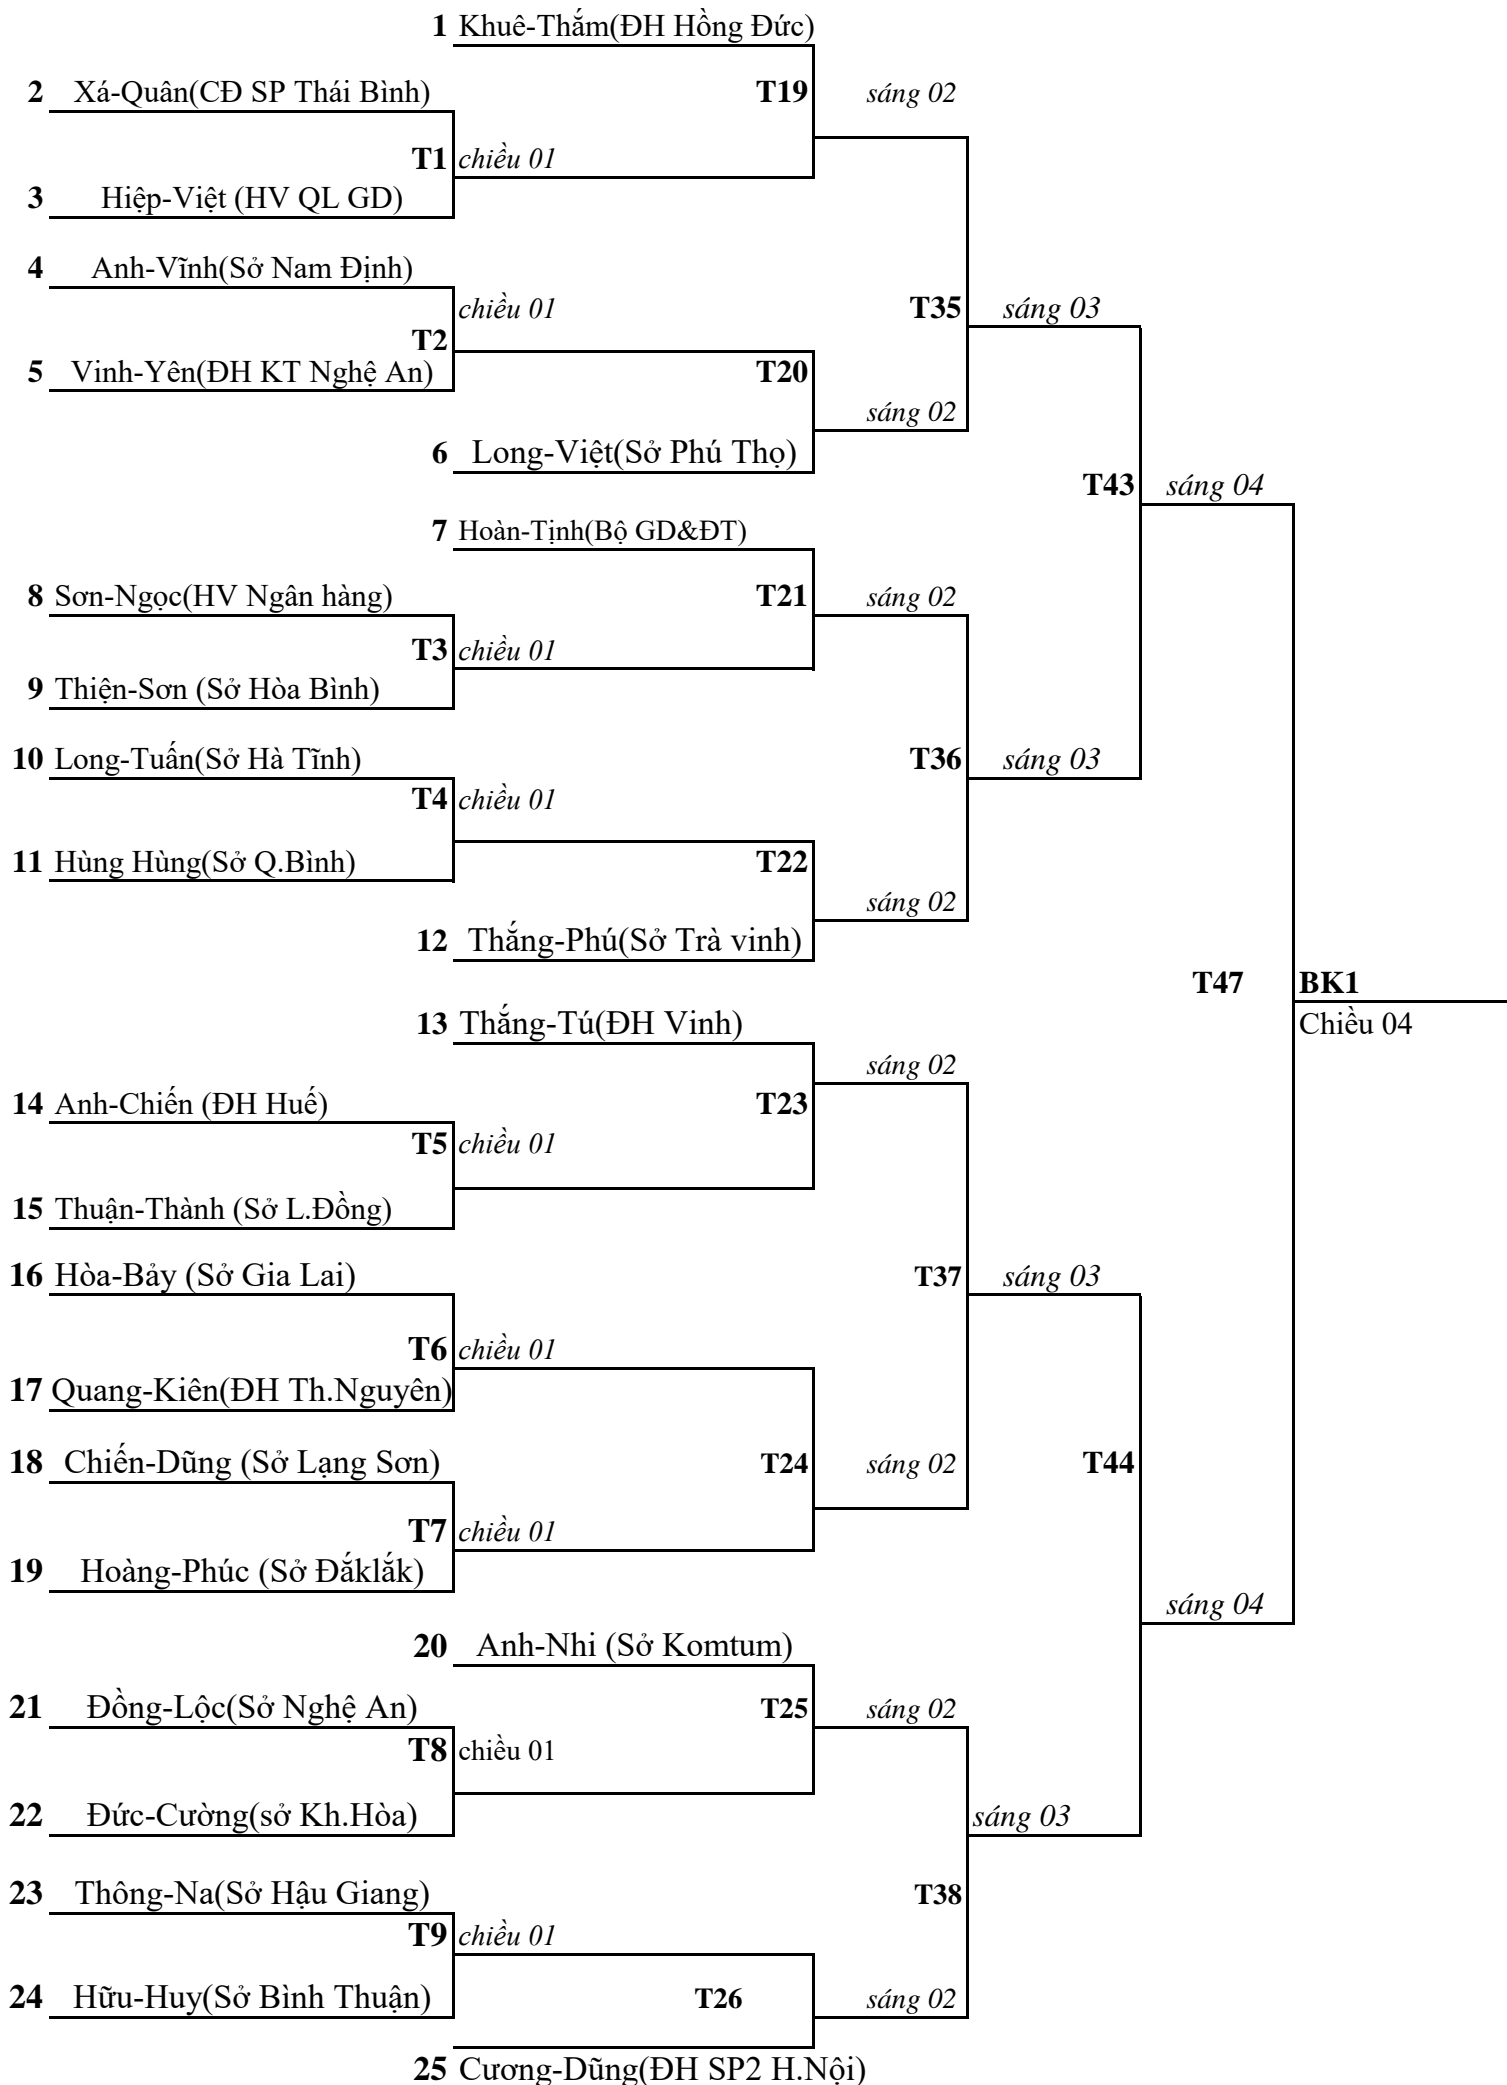 1 Khuê-Thắm(ĐH Hồng Đức)
2 Xá-Quân(CĐ SP Thái Bình) T19 sáng 02
T1 chiều 01
3 Hiệp-Việt (HV QL GD)
4 Anh-Vĩnh(Sở Nam Định)
chiều 01 T35 sáng 03
T2
5 Vinh-Yên(ĐH KT Nghệ An) T20
sáng 02
6 Long-Việt(Sở Phú Thọ)
T43 sáng 04
7 Hoàn-Tịnh(Bộ GD&ĐT)
8 Sơn-Ngọc(HV Ngân hàng) T21 sáng 02
T3 chiều 01
9 Thiện-Sơn (Sở Hòa Bình)
10 Long-Tuấn(Sở Hà Tĩnh) T36 sáng 03
T4 chiều 01
11 Hùng Hùng(Sở Q.Bình) T22
sáng 02
12 Thắng-Phú(Sở Trà vinh)
T47 BK1
13 Thắng-Tú(ĐH Vinh) Chiều 04
sáng 02
14 Anh-Chiến (ĐH Huế) T23
T5 chiều 01
15 Thuận-Thành (Sở L.Đồng)
16 Hòa-Bảy (Sở Gia Lai) T37 sáng 03
T6 chiều 01
17 Quang-Kiên(ĐH Th.Nguyên)
18 Chiến-Dũng (Sở Lạng Sơn) T24 sáng 02 T44
T7 chiều 01
19 Hoàng-Phúc (Sở Đắklắk)
sáng 04
20 Anh-Nhi (Sở Komtum)
21 Đồng-Lộc(Sở Nghệ An) T25 sáng 02
T8 chiều 01
22 Đức-Cường(sở Kh.Hòa) sáng 03
23 Thông-Na(Sở Hậu Giang) T38
T9 chiều 01
24 Hữu-Huy(Sở Bình Thuận) T26 sáng 02
25 Cương-Dũng(ĐH SP2 H.Nội)